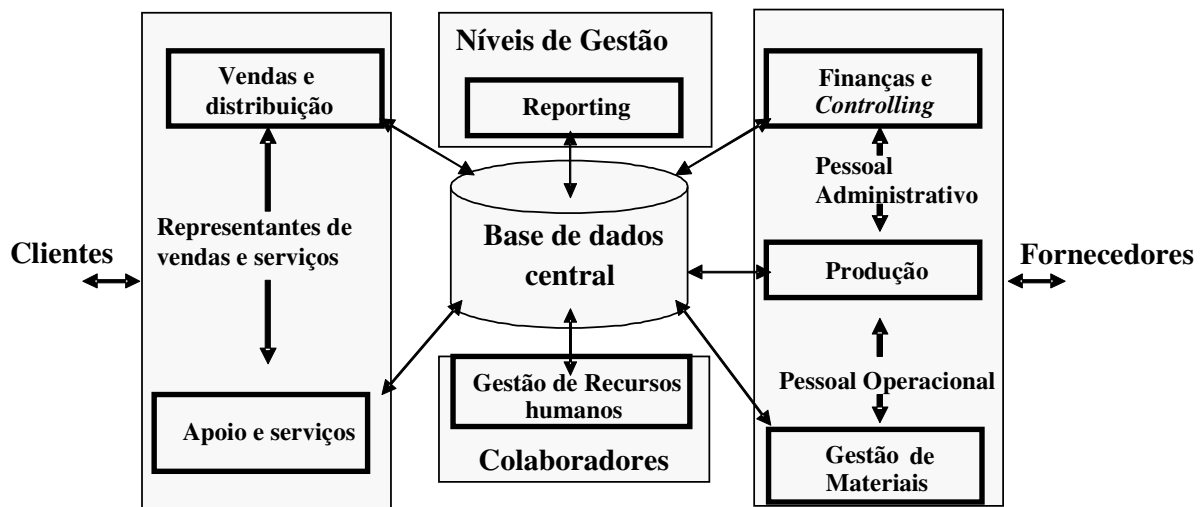 Níveis de Gestão
Vendas e
distribuição
Reporting
Finanças e
Controlling
Pessoal
Administrativo
Representantes de
vendas e serviços
Base de dados
central
Clientes
Produção
Fornecedores
Gestão de Recursos
humanos
Pessoal Operacional
Apoio e serviços
Colaboradores
Gestão de
Materiais